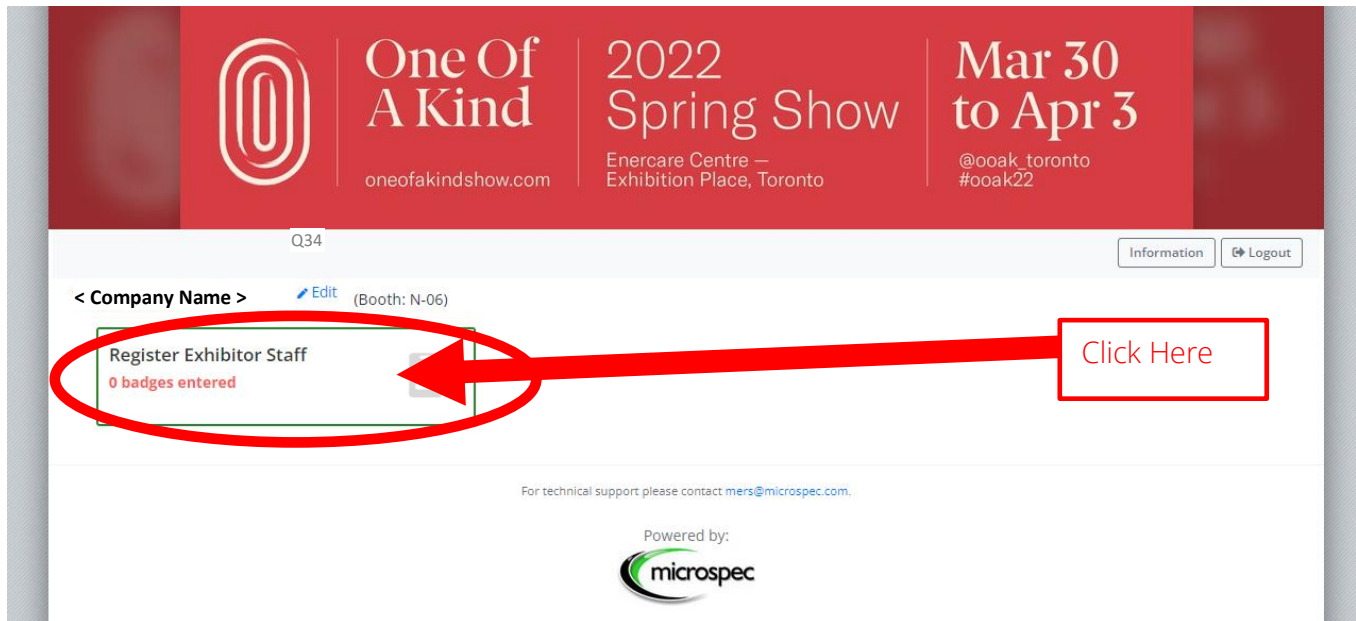 One Of
A Kind
oneofakindshow.com
2022
Spring Show
Enercare Centre —
Exhibition Place, Toronto
Mar 30
to Apr 3
@ooak_toronto
#ooak22
Q34
Information
Logout
< Company Name > Edit (Booth: N-06)
Register Exhibitor Staff
0 badges entered
Click Here
For technical support please contact mers@microspec.com.
Powered by:
microspec